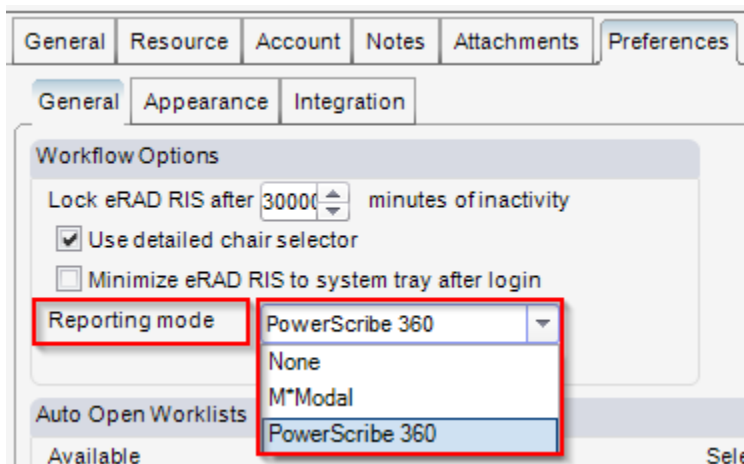 General Resource Account Notes Attachments Preferences
General Appearance Integration
Workflow Options
Lock eRAD RIS after 3000 minutes of inactivity
Use detailed chair selector
Minimize eRAD RIS to system tray after login
Reporting mode PowerScribe 360
None
M*Modal
PowerScribe 360
Auto Open Worklists
Available